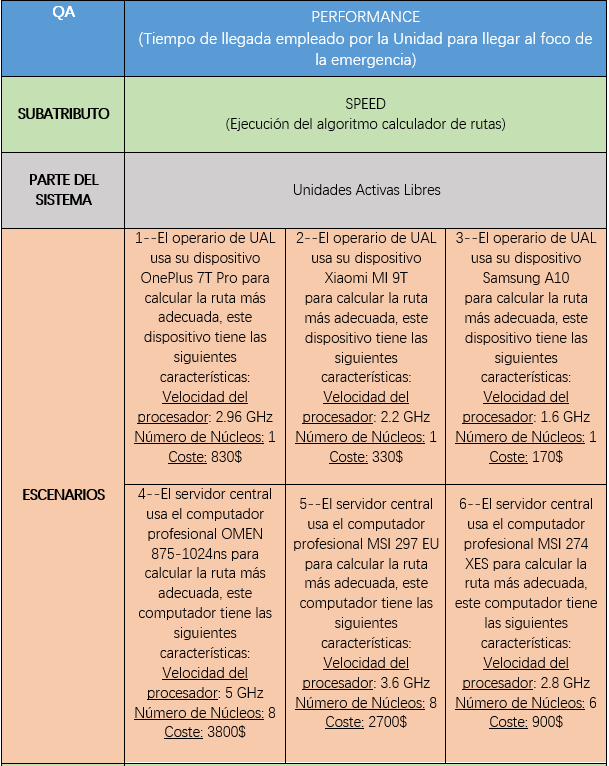 QA
PERFORMANCE
(Tiempo de llegada empleado por la Unidad para llegar al foco de
la emergencia)
SUBATRIBUTO
SPEED
(Ejecución del algoritmo calculador de rutas)
PARTE DEL
SISTEMA
Unidades Activas Libres
ESCENARIOS
1--El operario de UAL
usa su dispositivo
OnePlus 7T Pro para
calcular la ruta más
adecuada, este
dispositivo tiene las
siguientes
características:
Velocidad del
procesador: 2.96 GHz
Número de Núcleos: 1
Coste: 830$
2--El operario de UAL
usa su dispositivo
Xiaomi MI 9T
para calcular la ruta
más adecuada, este
dispositivo tiene las
siguientes
características:
Velocidad del
procesador: 2.2 GHz
Número de Núcleos: 1
Coste: 330$
3--El operario de UAL
usa su dispositivo
Samsung A10
para calcular la ruta
más adecuada, este
dispositivo tiene las
siguientes
características:
Velocidad del
procesador: 1.6 GHz
Número de Núcleos: 1
Coste: 170$
4--El servidor central
usa el computador
profesional OMEN
875-1024ns para
calcular la ruta más
adecuada, este
computador tiene las
siguientes
características:
Velocidad del
procesador: 5 GHz
Número de Núcleos: 8
Coste: 3800$
5--El servidor central
usa el computador
profesional MSI 297 EU
para calcular la ruta
más adecuada, este
computador tiene las
siguientes
características:
Velocidad del
procesador: 3.6 GHz
Número de Núcleos: 8
Coste: 2700$
6--El servidor central
usa el computador
profesional MSI 274
XES para calcular la
ruta más adecuada,
este computador tiene
las siguientes
características:
Velocidad del
procesador: 2.8 GHz
Número de Núcleos: 6
Coste: 900$